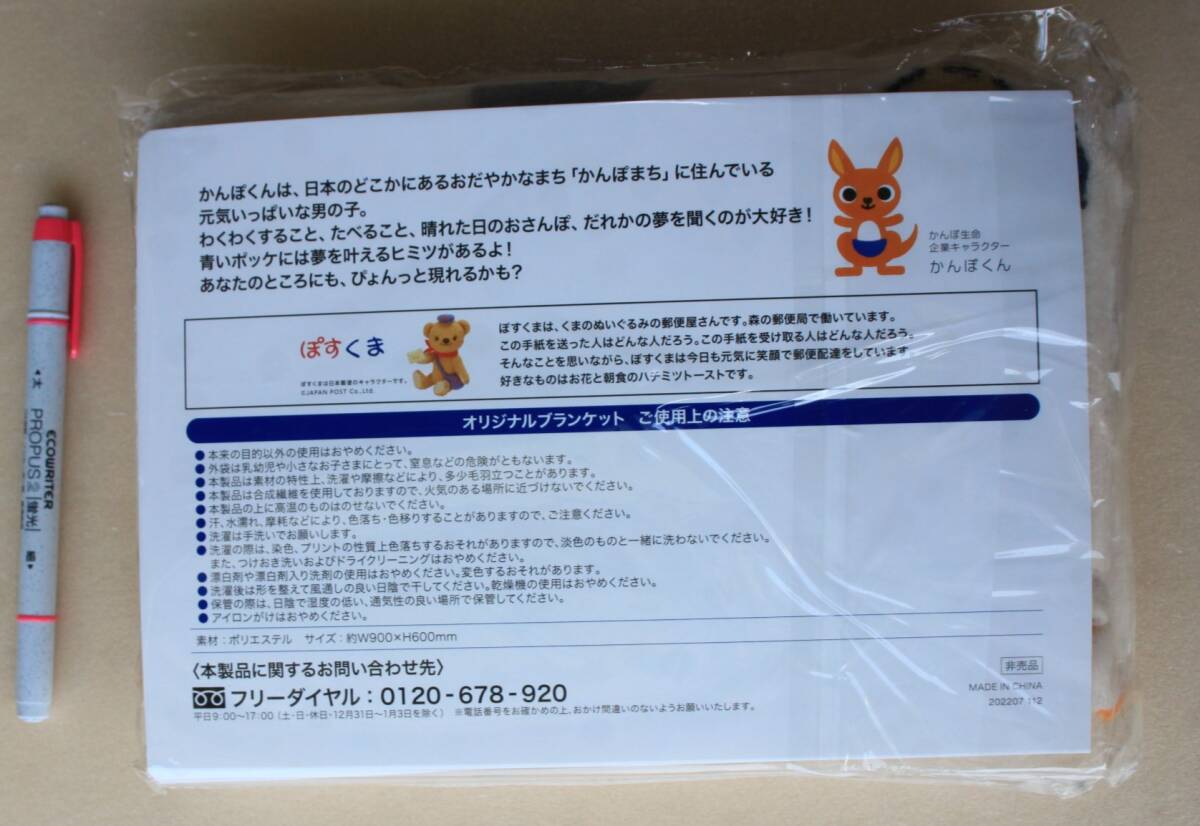 かんぽくんは、日本のどこかにあるおだやかなまち「かんぽまち」に住んでいる
元気いっぱいな男の子。
わくわくすること、たべること、晴れた日のおさんぽ、だれかの夢を聞くのが大好き!
青いポッケには夢を叶えるヒミツがあるよ!
あなたのところにも、ぴょんっと現れるかも?
かんぽ生命
企業キャラクター
かんぽくん
ぽすくま
ぽすくまは日本郵便のキャラクターです。
©JAPAN POST Co.,Ltd.
ぽすくまは、くまのぬいぐるみの郵便屋さんです。森の郵便局で働いています。
この手紙を送った人はどんな人だろう。この手紙を受け取る人はどんな人だろう。
そんなことを思いながら、ぽすくまは今日も元気に笑顔で郵便配達をしています。
好きなものはお花と朝食のハチミツトーストです。
オリジナルブランケット ご使用上の注意
●本来の目的以外の使用はおやめください。
●外袋は乳幼児や小さなお子さまにとって、窒息などの危険がともないます。
●本製品は素材の特性上、洗濯や摩擦などにより、多少毛羽立つことがあります。
●本製品は合成繊維を使用しておりますので、火気のある場所に近づけないでください。
●本製品の上に高温のものはのせないでください。
●汗、水濡れ、摩耗などにより、色落ち・色移りすることがありますので、ご注意ください。
●洗濯は手洗いでお願いします。
●洗濯の際は、染色、プリントの性質上色落ちするおそれがありますので、淡色のものと一緒に洗わないでください。
また、つけおき洗いおよびドライクリーニングはおやめください。
●漂白剤や漂白剤入り洗剤の使用はおやめください。変色するおそれがあります。
●洗濯後は形を整えて風通しの良い日陰で干してください。乾燥機の使用はおやめください。
●保管の際は、日陰で湿度の低い、通気性の良い場所で保管してください。
●アイロンがけはおやめください。
素材:ポリエステル サイズ:約W900×H600mm
〈本製品に関するお問い合わせ先〉
フリーダイヤル:0120-678-920
平日9:00~17:00(土・日・休日・12月31日~1月3日を除く) ※電話番号をお確かめの上、おかけ間違いのないようお願いいたします。
非売品
MADE IN CHINA
202207 112
◀太 ECOWRITER PROPUS 2 蛍光 細▶